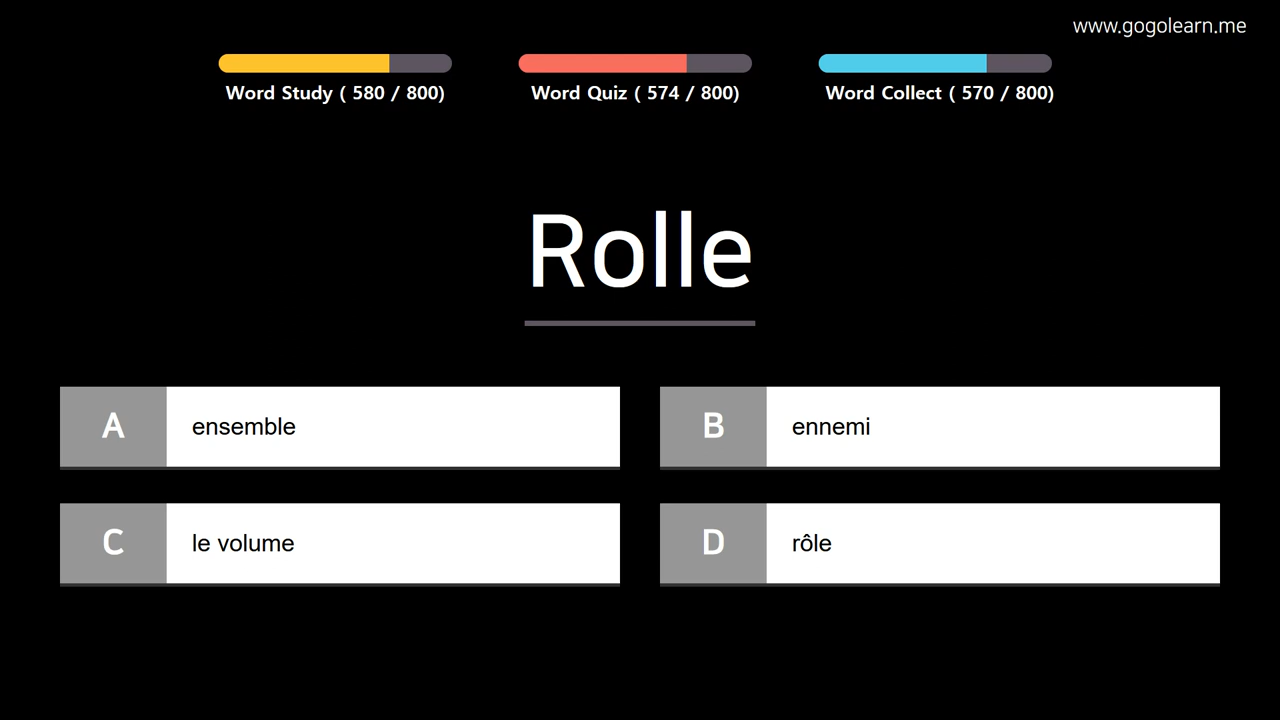 www.gogolearn.me
Word Study ( 580 / 800)
Word Quiz ( 574 / 800)
Word Collect ( 570 / 800)
Rolle
A
ensemble
B
ennemi
C
le volume
D
rôle